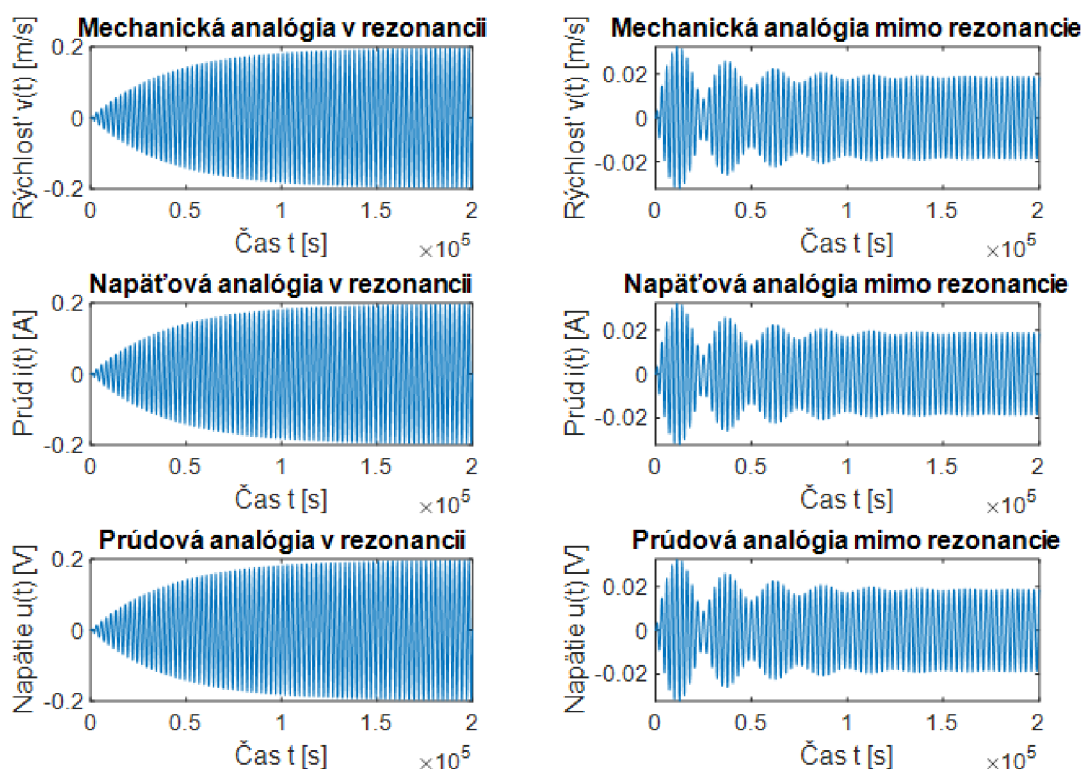 Mechanická analógia v rezonancii
Rýchlosť v(t) [m/s]
0.2
0
-0.2
0 0.5 1 1.5 2
Čas t [s]
×10^5
Mechanická analógia mimo rezonancie
Rýchlosť v(t) [m/s]
0.02
0
-0.02
0 0.5 1 1.5 2
Čas t [s]
×10^5
Napäťová analógia v rezonancii
Prúd i(t) [A]
0.2
0
-0.2
0 0.5 1 1.5 2
Čas t [s]
×10^5
Napäťová analógia mimo rezonancie
Prúd i(t) [A]
0.02
0
-0.02
0 0.5 1 1.5 2
Čas t [s]
×10^5
Prúdová analógia v rezonancii
Napätie u(t) [V]
0.2
0
-0.2
0 0.5 1 1.5 2
Čas t [s]
×10^5
Prúdová analógia mimo rezonancie
Napätie u(t) [V]
0.02
0
-0.02
0 0.5 1 1.5 2
Čas t [s]
×10^5